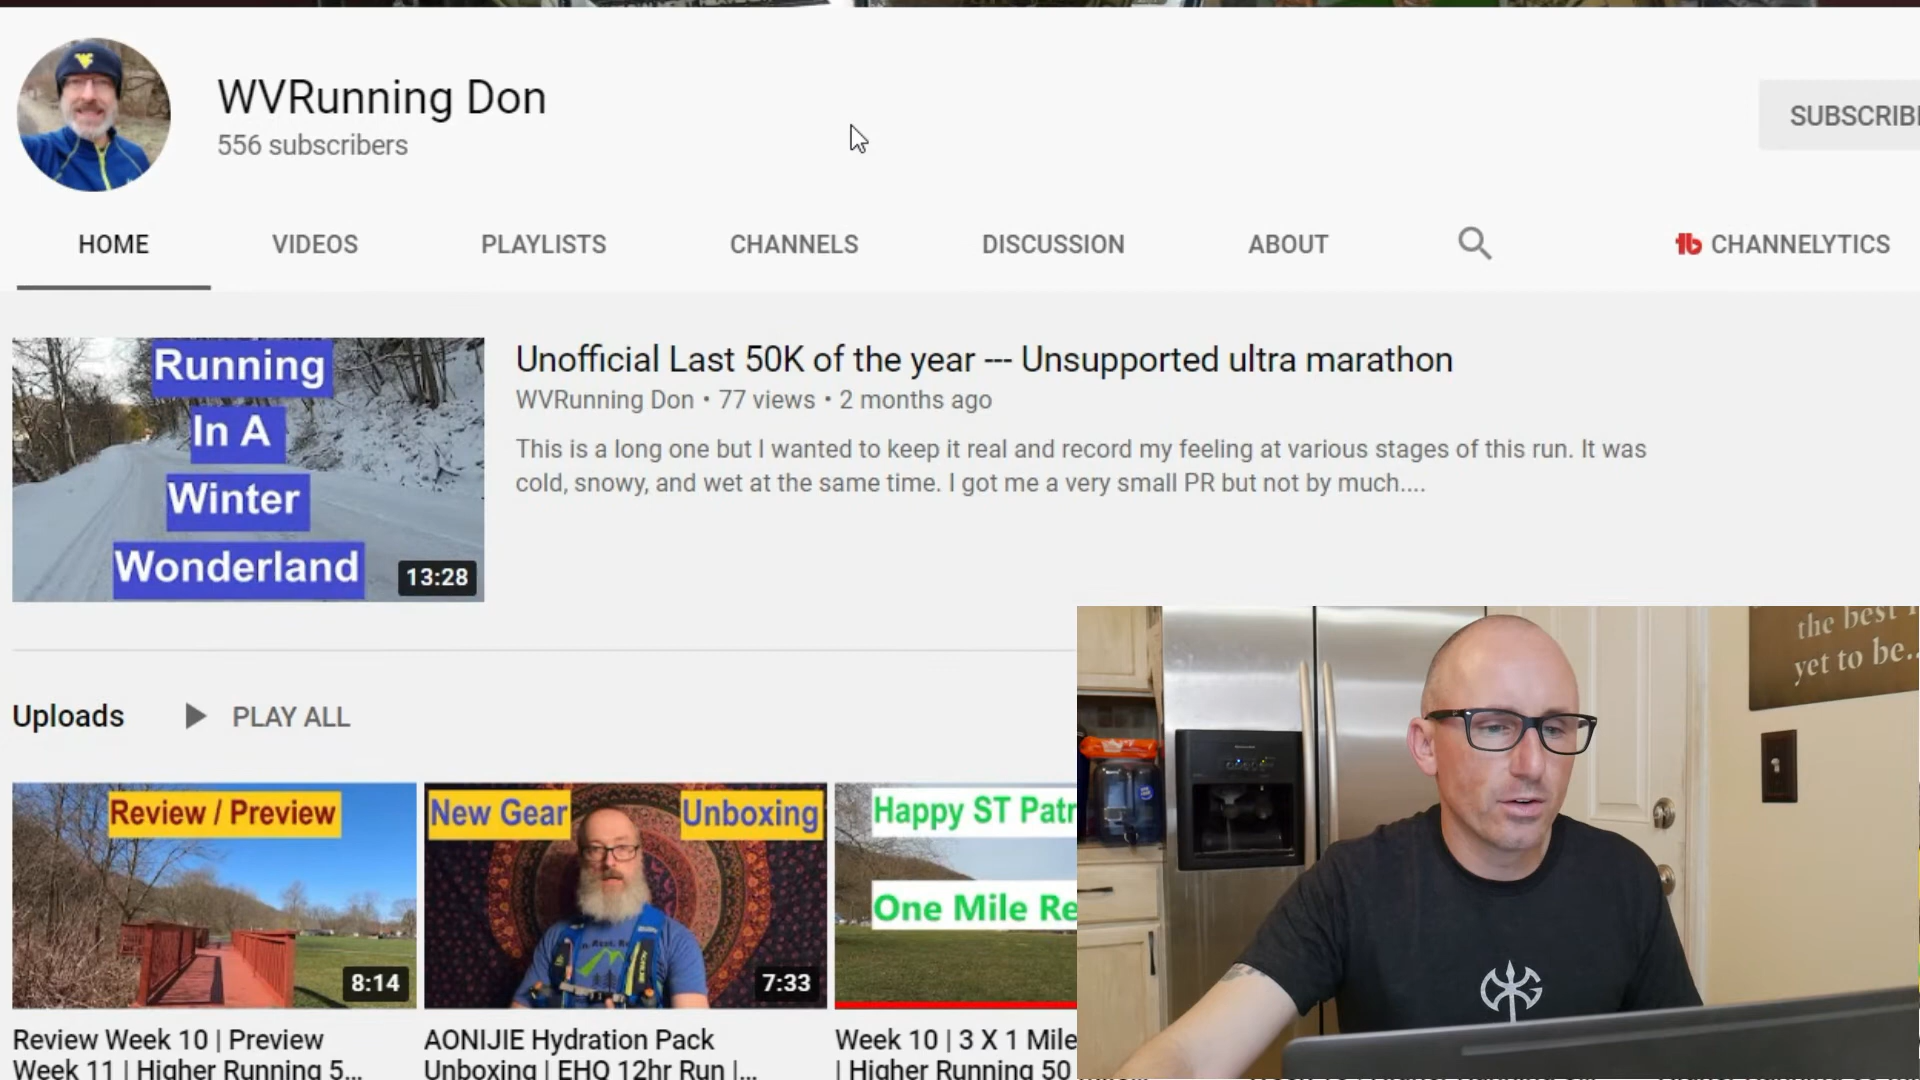 WVRunning Don
556 subscribers
SUBSCRIB
HOME VIDEOS PLAYLISTS CHANNELS DISCUSSION ABOUT CHANNELYTICS
Running
In A
Winter
Wonderland
13:28
Unofficial Last 50K of the year --- Unsupported ultra marathon
WVRunning Don • 77 views • 2 months ago
This is a long one but I wanted to keep it real and record my feeling at various stages of this run. It was
cold, snowy, and wet at the same time. I got me a very small PR but not by much....
the best
yet to be..
Uploads PLAY ALL
Review / Preview
8:14
New Gear Unboxing
7:33
Happy ST Patr
One Mile Re
Review Week 10 | Preview
Week 11 | Higher Running 5...
AONIJIE Hydration Pack
Unboxing | EHQ 12hr Run |...
Week 10 | 3 X 1 Mile
| Higher Running 50